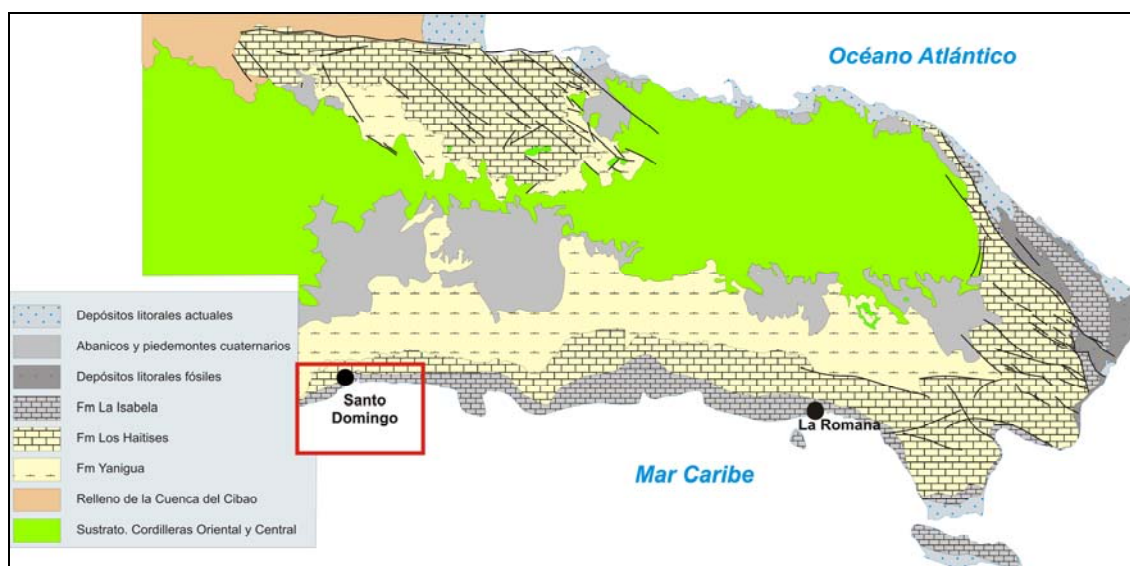 Océano Atlántico
Depósitos litorales actuales
Abanicos y piedemontes cuaternarios
Depósitos litorales fósiles
Fm La Isabela
Fm Los Haitises
Fm Yanigua
Relleno de la Cuenca del Cibao
Sustrato. Cordilleras Oriental y Central
Santo
Domingo
La Romana
Mar Caribe